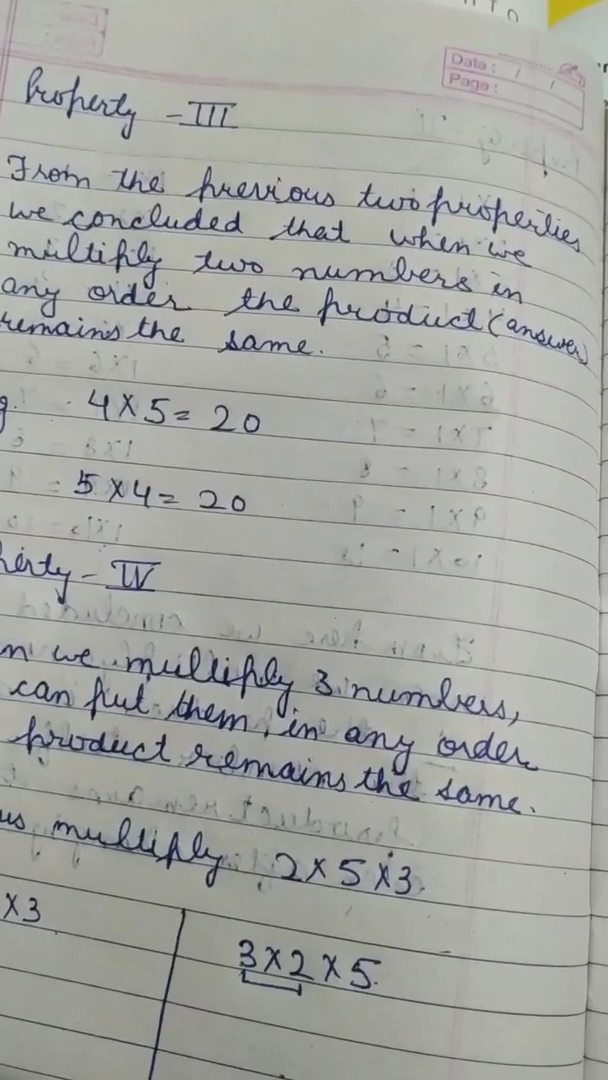 Date: / /
Page:
Property - III
From the previous two properties
we concluded that when we
multiply two numbers in
any order the product (answer)
remains the same.
g. 4 x 5 = 20
5 x 4 = 20
perty - IV
n we multiply 3 numbers,
can put them in any order
product remains the same.
us multiply 2 x 5 x 3.
x 3
3 x 2 x 5.